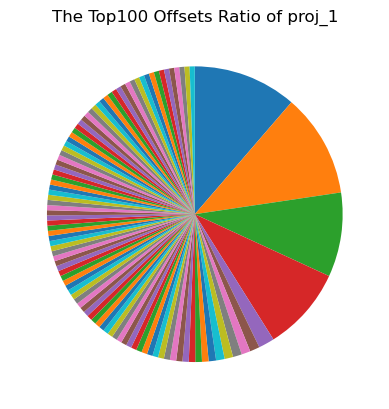 The Top100 Offsets Ratio of proj_1